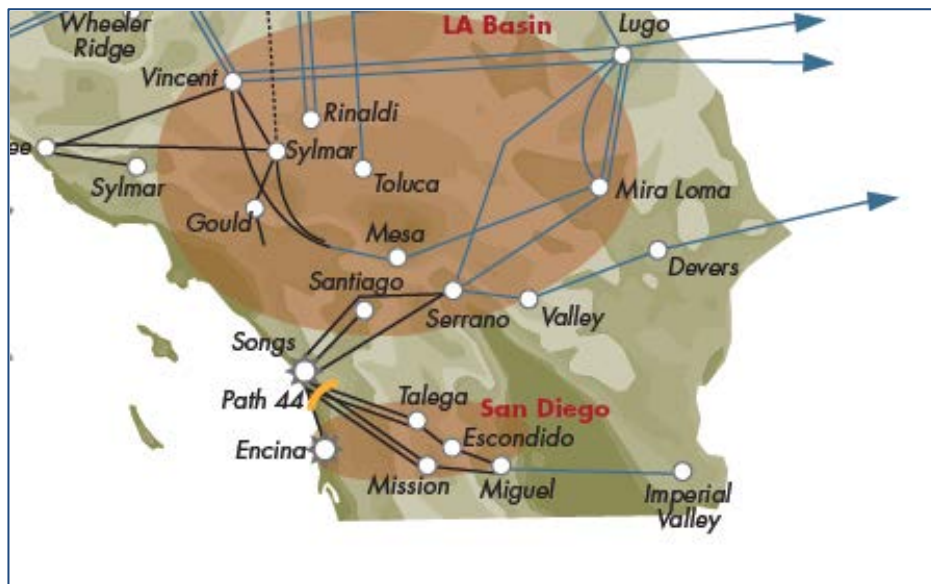 Wheeler
Ridge
LA Basin
Lugo
Vincent
Rinaldi
ee
Sylmar
Sylmar
Toluca
Mira Loma
Gould
Mesa
Devers
Santiago
Serrano
Valley
Songs
Path 44
Talega
San Diego
Encina
Escondido
Mission
Miguel
Imperial
Valley